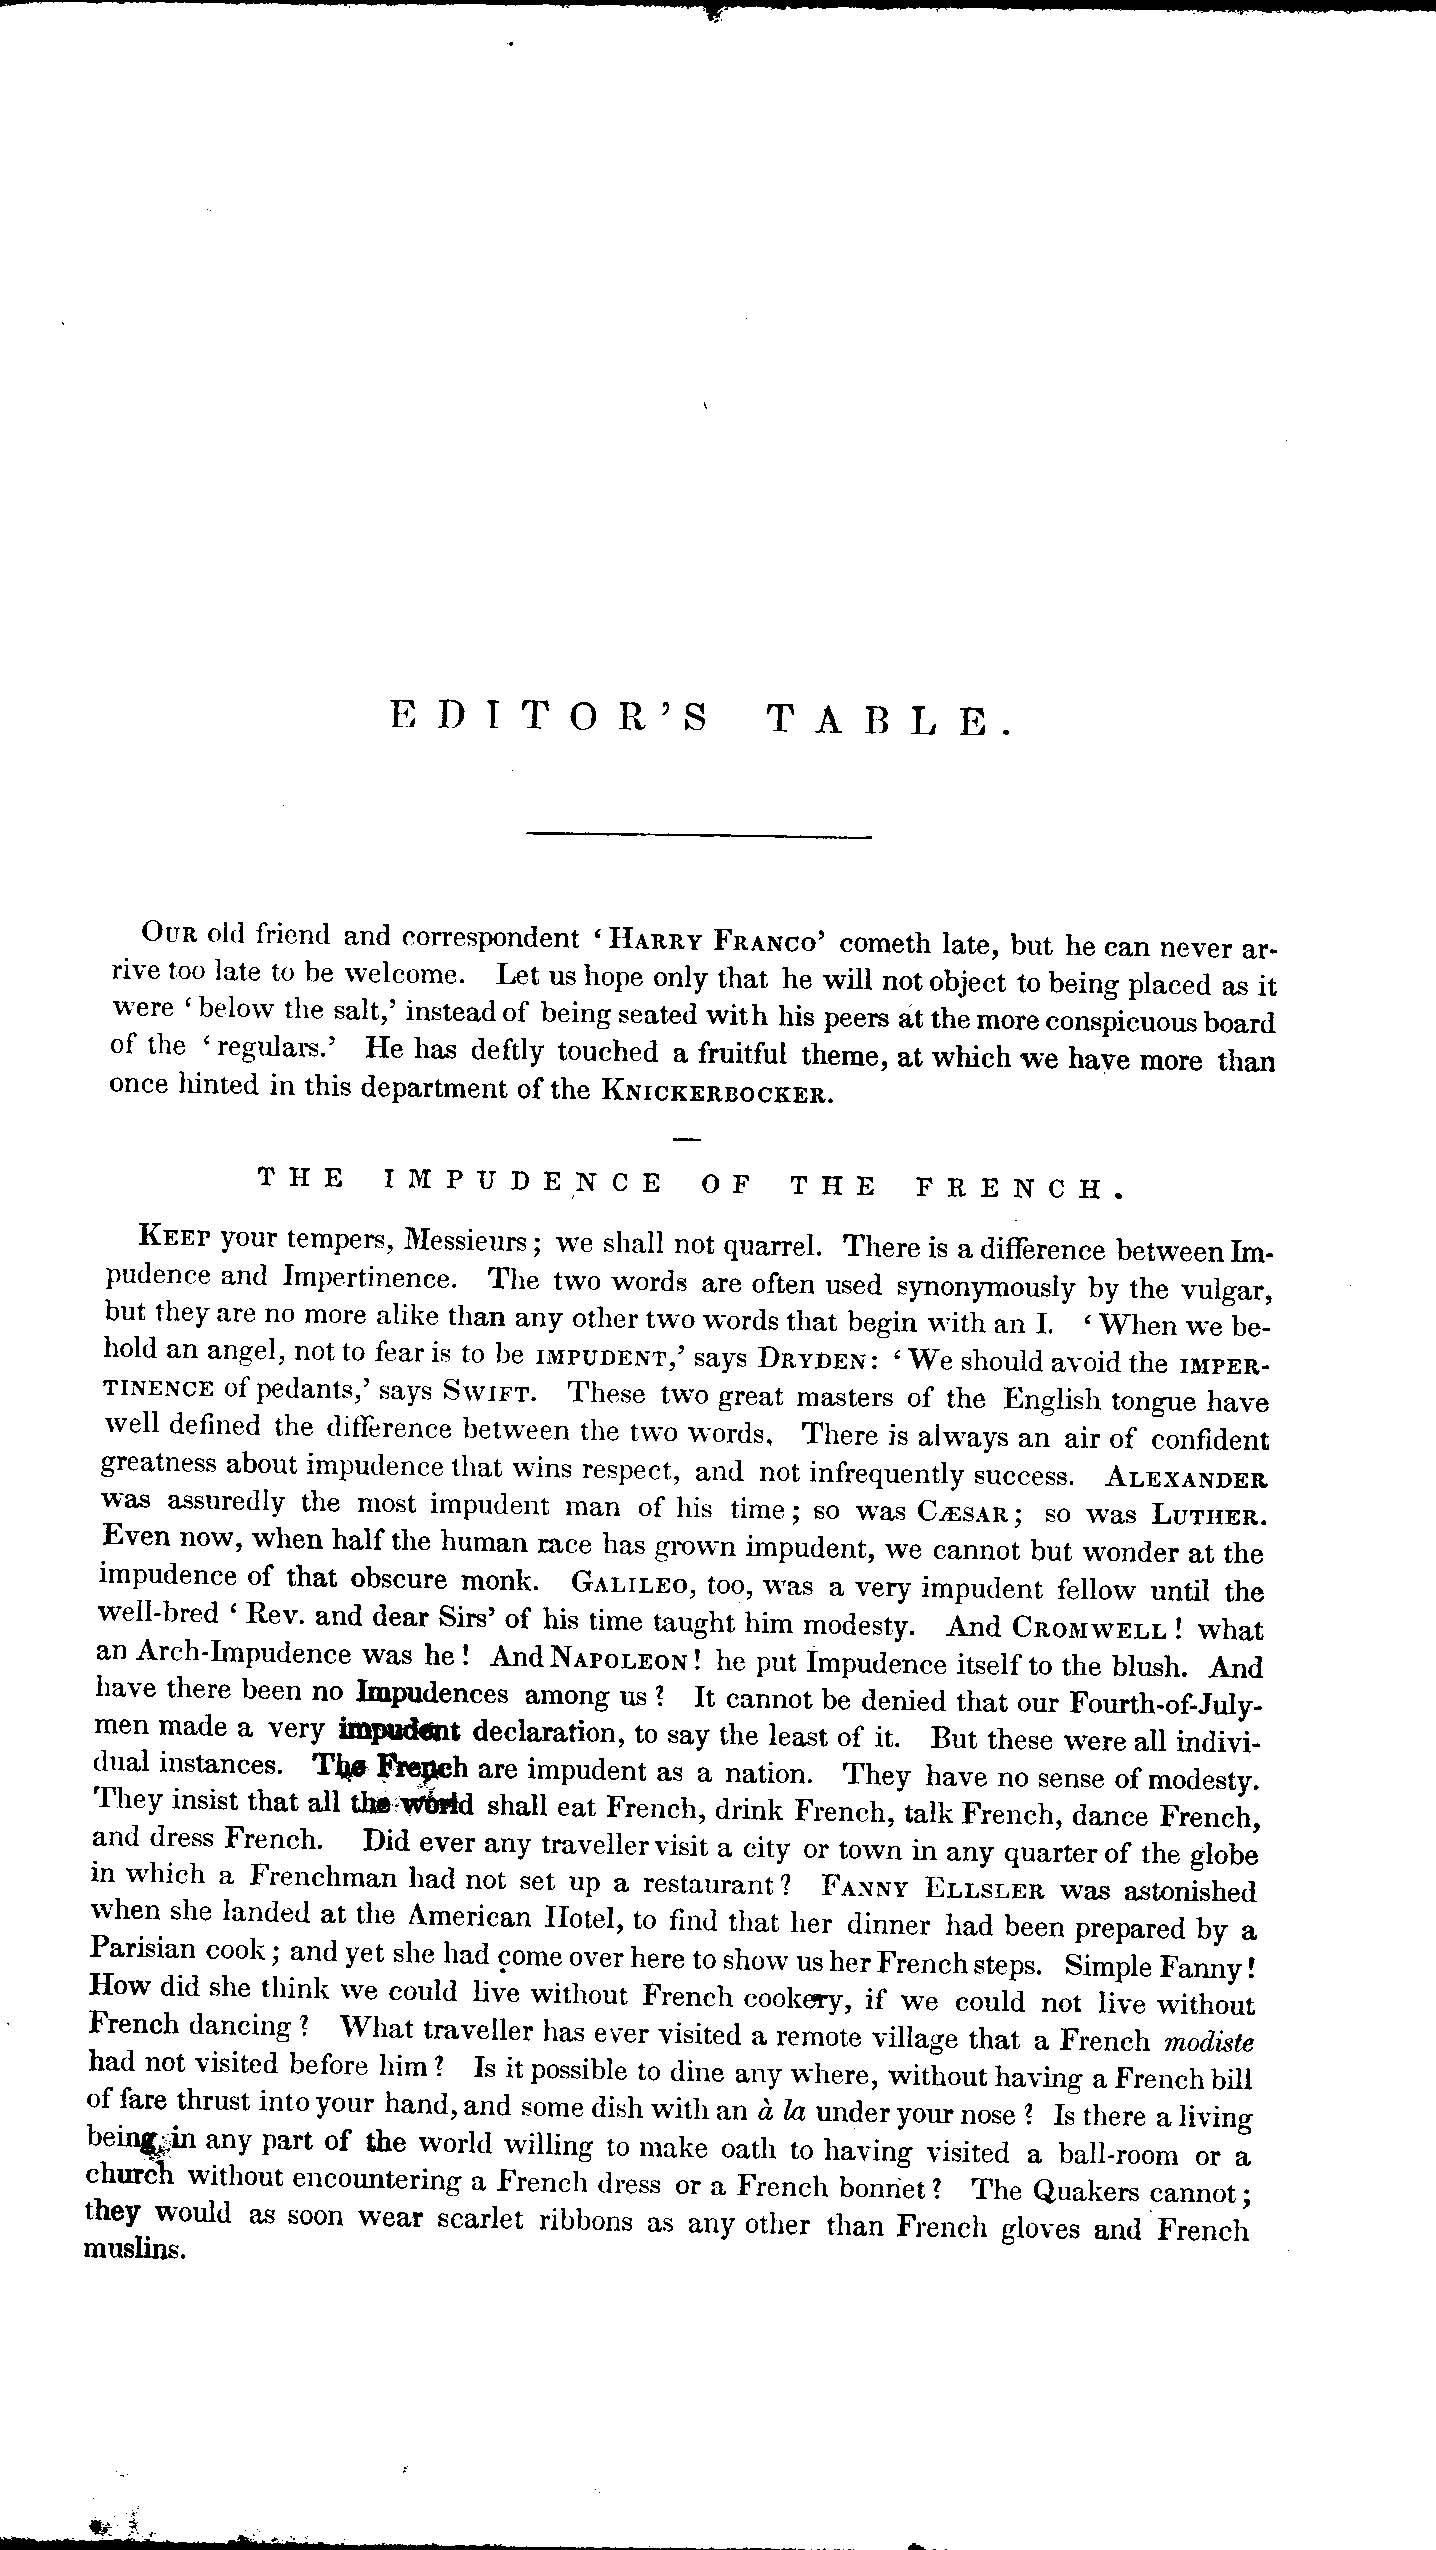 EDITOR'S TABLE.
OUR old friend and correspondent ‘HARRY FRANCO’ cometh late, but he can never ar-
rive too late to be welcome. Let us hope only that he will not object to being placed as it
were ‘below the salt,’ instead of being seated with his peers at the more conspicuous board
of the ‘regulars.’ He has deftly touched a fruitful theme, at which we have more than
once hinted in this department of the KNICKERBOCKER.
THE IMPUDENCE OF THE FRENCH.
KEEP your tempers, Messieurs; we shall not quarrel. There is a difference between Im-
pudence and Impertinence. The two words are often used synonymously by the vulgar,
but they are no more alike than any other two words that begin with an I. ‘When we be-
hold an angel, not to fear is to be IMPUDENT,’ says DRYDEN: ‘We should avoid the IMPER-
TINENCE of pedants,’ says SWIFT. These two great masters of the English tongue have
well defined the difference between the two words. There is always an air of confident
greatness about impudence that wins respect, and not infrequently success. ALEXANDER
was assuredly the most impudent man of his time; so was CÆSAR; so was LUTHER.
Even now, when half the human race has grown impudent, we cannot but wonder at the
impudence of that obscure monk. GALILEO, too, was a very impudent fellow until the
well-bred ‘Rev. and dear Sirs’ of his time taught him modesty. And CROMWELL! what
an Arch-Impudence was he! And NAPOLEON! he put Impudence itself to the blush. And
have there been no Impudences among us? It cannot be denied that our Fourth-of-July-
men made a very impudent declaration, to say the least of it. But these were all indivi-
dual instances. The French are impudent as a nation. They have no sense of modesty.
They insist that all the world shall eat French, drink French, talk French, dance French,
and dress French. Did ever any traveller visit a city or town in any quarter of the globe
in which a Frenchman had not set up a restaurant? FANNY ELLSLER was astonished
when she landed at the American Hotel, to find that her dinner had been prepared by a
Parisian cook; and yet she had come over here to show us her French steps. Simple Fanny!
How did she think we could live without French cookery, if we could not live without
French dancing? What traveller has ever visited a remote village that a French modiste
had not visited before him? Is it possible to dine any where, without having a French bill
of fare thrust into your hand, and some dish with an à la under your nose? Is there a living
being in any part of the world willing to make oath to having visited a ball-room or a
church without encountering a French dress or a French bonnet? The Quakers cannot;
they would as soon wear scarlet ribbons as any other than French gloves and French
muslins.